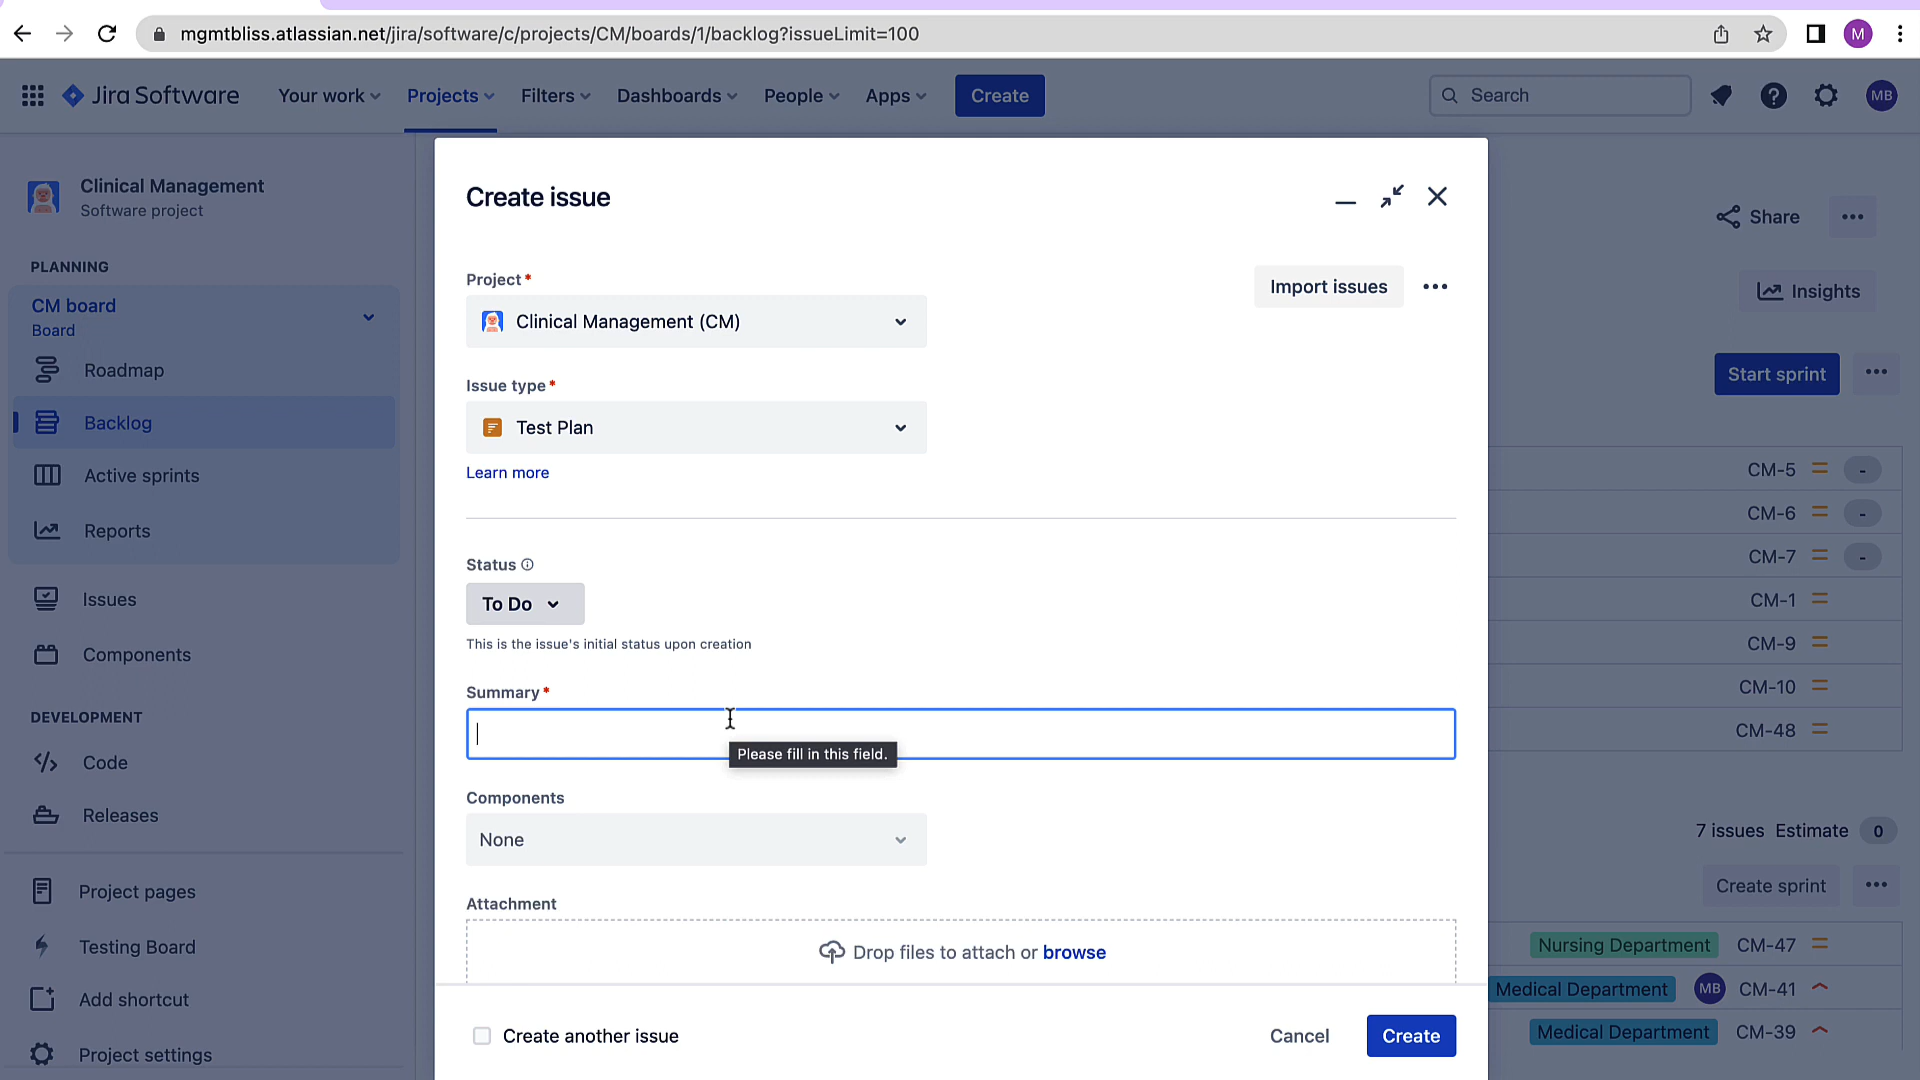 mgmtbliss.atlassian.net/jira/software/c/projects/CM/boards/1/backlog?issueLimit=100
M
Jira Software
Your work
Projects
Filters
Dashboards
People
Apps
Create
Search
MB
Clinical Management
Software project
PLANNING
CM board
Board
Roadmap
Backlog
Active sprints
Reports
Issues
Components
DEVELOPMENT
Code
Releases
Project pages
Testing Board
Add shortcut
Project settings
Create issue
Project *
Import issues
Clinical Management (CM)
Issue type *
Test Plan
Learn more
Status
To Do
This is the issue's initial status upon creation
Summary *
Please fill in this field.
Components
None
Attachment
Drop files to attach or browse
Create another issue
Cancel
Create
Share
Insights
Start sprint
CM-5 -
CM-6 -
CM-7 -
CM-1
CM-9
CM-10
CM-48
7 issues Estimate 0
Create sprint
Nursing Department CM-47
Medical Department MB CM-41
Medical Department CM-39